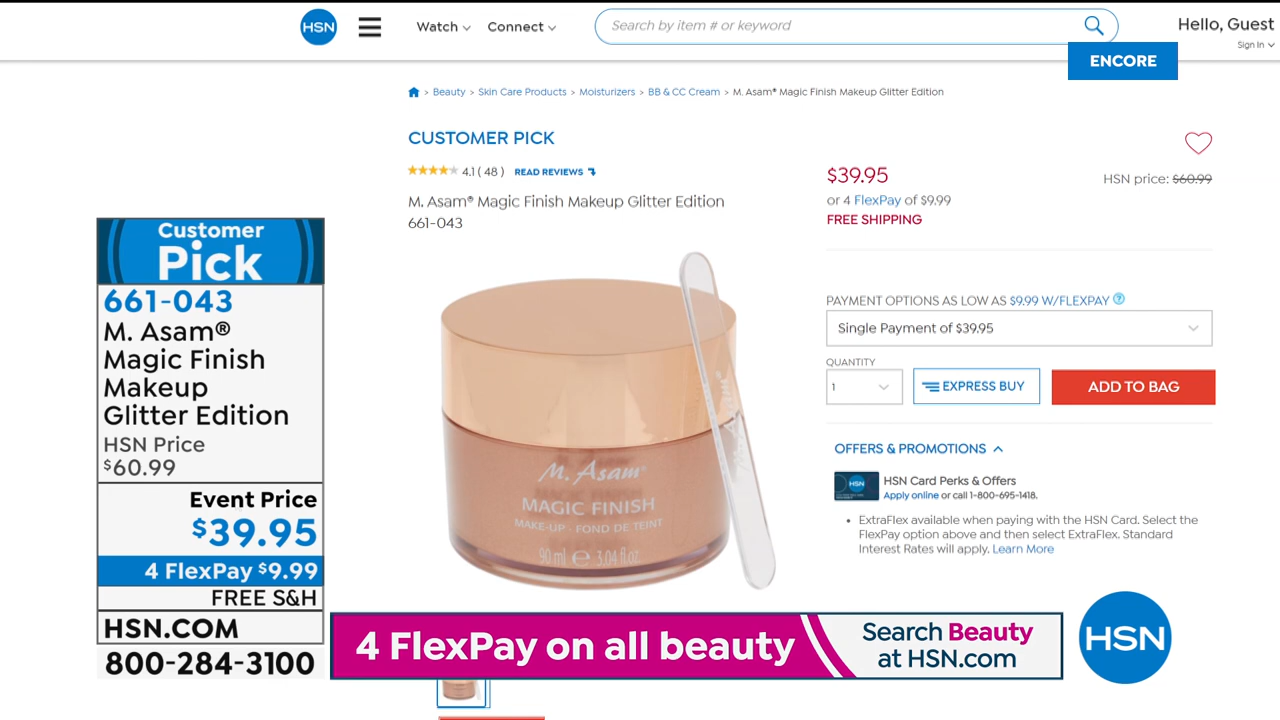 HSN
Watch
Connect
Search by item # or keyword
Hello, Guest
Sign In
ENCORE
Beauty > Skin Care Products > Moisturizers > BB & CC Cream > M. Asam® Magic Finish Makeup Glitter Edition
CUSTOMER PICK
4.1 ( 48 ) READ REVIEWS
M. Asam® Magic Finish Makeup Glitter Edition
661-043
$39.95
HSN price: $60.99
or 4 FlexPay of $9.99
FREE SHIPPING
PAYMENT OPTIONS AS LOW AS $9.99 W/FLEXPAY ?
Single Payment of $39.95
QUANTITY
1
EXPRESS BUY
ADD TO BAG
OFFERS & PROMOTIONS
HSN
HSN Card Perks & Offers
Apply online or call 1-800-695-1418.
• ExtraFlex available when paying with the HSN Card. Select the
FlexPay option above and then select ExtraFlex. Standard
Interest Rates will apply. Learn More
M. Asam®
MAGIC FINISH
MAKE-UP · FOND DE TEINT
90 ml ℮ 3.04 fl.oz.
M. Asam®
Customer
Pick
661-043
M. Asam®
Magic Finish
Makeup
Glitter Edition
HSN Price
$60.99
Event Price
$39.95
4 FlexPay $9.99
FREE S&H
HSN.COM
800-284-3100
4 FlexPay on all beauty
Search Beauty
at HSN.com
HSN